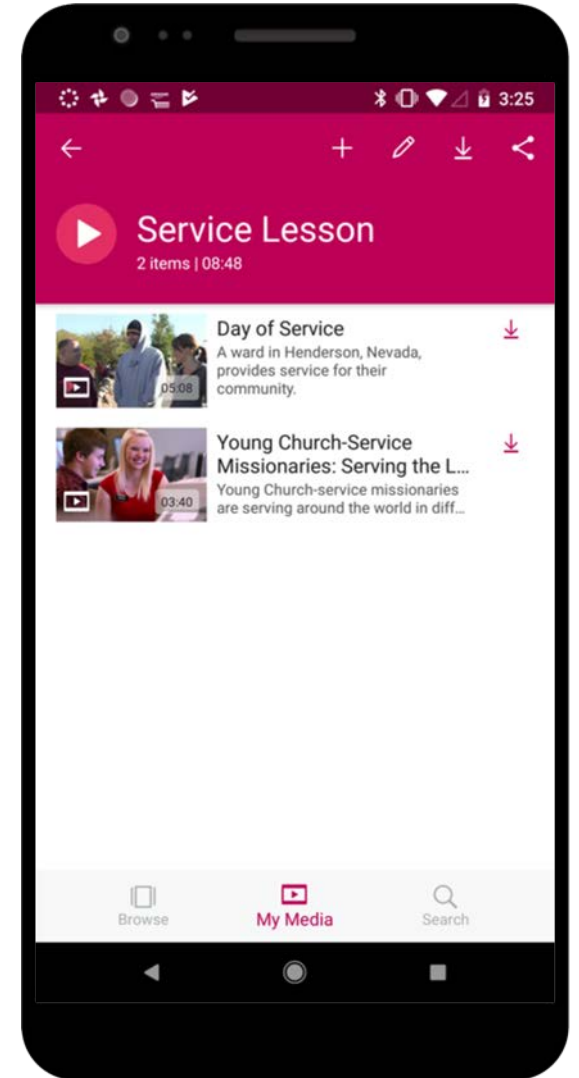 3:25
Service Lesson
2 items | 08:48
Day of Service
A ward in Henderson, Nevada,
provides service for their
community.
05:08
Young Church-Service
Missionaries: Serving the L...
Young Church-service missionaries
are serving around the world in diff...
03:40
Browse
My Media
Search